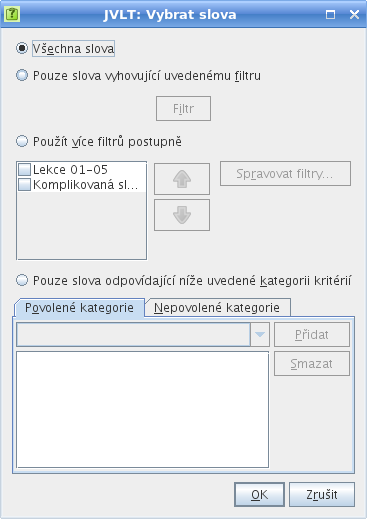 JVLT: Vybrat slova
Všechna slova
Pouze slova vyhovující uvedenému filtru
Filtr
Použít více filtrů postupně
Lekce 01-05
Komplikovaná sl...
Spravovat filtry...
Pouze slova odpovídající níže uvedené kategorii kritérií
Povolené kategorie
Nepovolené kategorie
Přidat
Smazat
OK
Zrušit